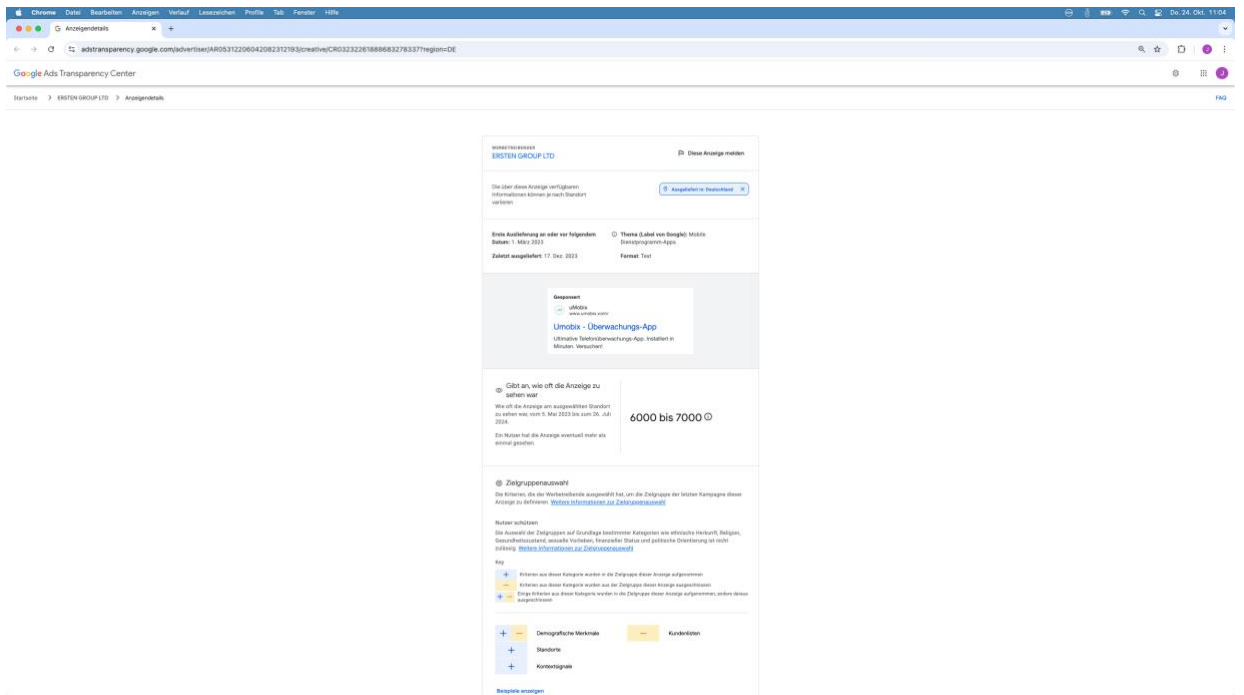 Chrome Datei Bearbeiten Anzeigen Verlauf Lesezeichen Profile Tab Fenster Hilfe
Do. 24. Okt. 11:04
Anzeigendetails
adstransparency.google.com/advertiser/AR05312206042082312193/creative/CR03232261888683278337?region=DE
Google Ads Transparency Center
Startseite > ERSTEN GROUP LTD > Anzeigendetails
FAQ
WERBETREIBENDER
ERSTEN GROUP LTD
Diese Anzeige melden
Die über diese Anzeige verfügbaren
Informationen können je nach Standort
variieren
Ausgeliefert in: Deutschland
Erste Auslieferung an oder vor folgendem
Datum: 1. März 2023
Thema (Label von Google): Mobile
Dienstprogramm-Apps
Zuletzt ausgeliefert: 17. Dez. 2023
Format: Text
Gesponsert
uMobix
www.umobix.com/
Umobix - Überwachungs-App
Ultimative Telefonüberwachungs-App. Installiert in
Minuten. Versuchen!
Gibt an, wie oft die Anzeige zu
sehen war
Wie oft die Anzeige am ausgewählten Standort
zu sehen war, vom 5. Mai 2023 bis zum 26. Juli
2024.
Ein Nutzer hat die Anzeige eventuell mehr als
einmal gesehen.
6000 bis 7000
Zielgruppenauswahl
Die Kriterien, die der Werbetreibende ausgewählt hat, um die Zielgruppe der letzten Kampagne dieser
Anzeige zu definieren. Weitere Informationen zur Zielgruppenauswahl
Nutzer schützen
Die Auswahl der Zielgruppen auf Grundlage bestimmter Kategorien wie ethnische Herkunft, Religion,
Gesundheitszustand, sexuelle Vorlieben, finanzieller Status und politische Orientierung ist nicht
zulässig. Weitere Informationen zur Zielgruppenauswahl
Key
+ Kriterien aus dieser Kategorie wurden in die Zielgruppe dieser Anzeige aufgenommen
− Kriterien aus dieser Kategorie wurden aus der Zielgruppe dieser Anzeige ausgeschlossen
+ − Einige Kriterien aus dieser Kategorie wurden in die Zielgruppe dieser Anzeige aufgenommen, andere daraus
ausgeschlossen
+ − Demografische Merkmale
− Kundenlisten
+ Standorte
+ Kontextsignale
Beispiele anzeigen